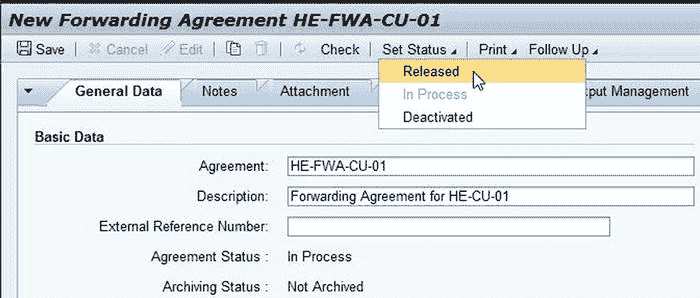 New Forwarding Agreement HE-FWA-CU-01
Save Cancel Edit Check Set Status Print Follow Up
Released
In Process
Deactivated
General Data Notes Attachment put Management
Basic Data
Agreement: HE-FWA-CU-01
Description: Forwarding Agreement for HE-CU-01
External Reference Number:
Agreement Status : In Process
Archiving Status : Not Archived